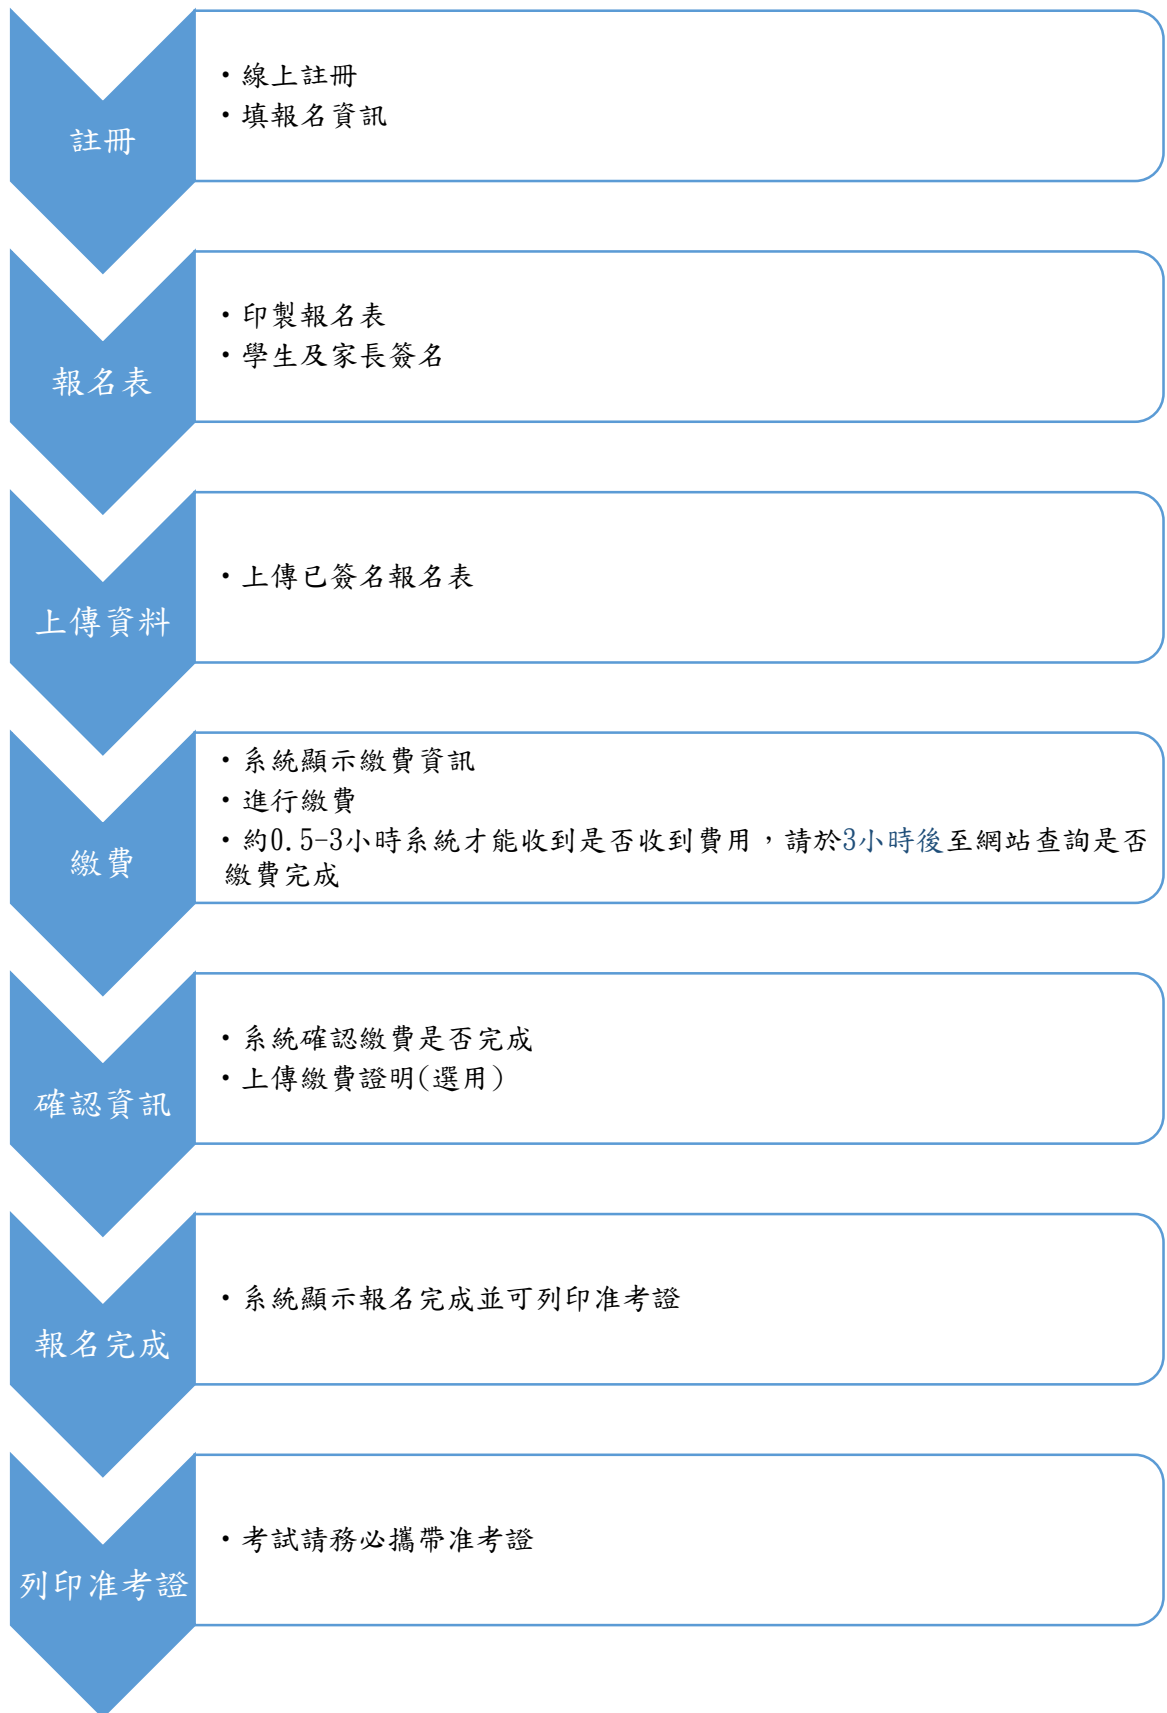 註冊
・線上註冊
・填報名資訊
報名表
・印製報名表
・學生及家長簽名
上傳資料
・上傳已簽名報名表
繳費
・系統顯示繳費資訊
・進行繳費
・約0.5-3小時系統才能收到是否收到費用，請於3小時後至網站查詢是否
繳費完成
確認資訊
・系統確認繳費是否完成
・上傳繳費證明(選用)
報名完成
・系統顯示報名完成並可列印准考證
列印准考證
・考試請務必攜帶准考證